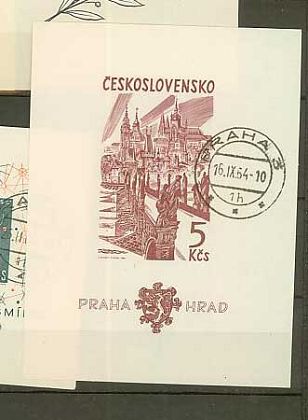 ČESKOSLOVENSKO
PRAHA 3
16.IX.64-10
1h
5
Kčs
PRAHA HRAD